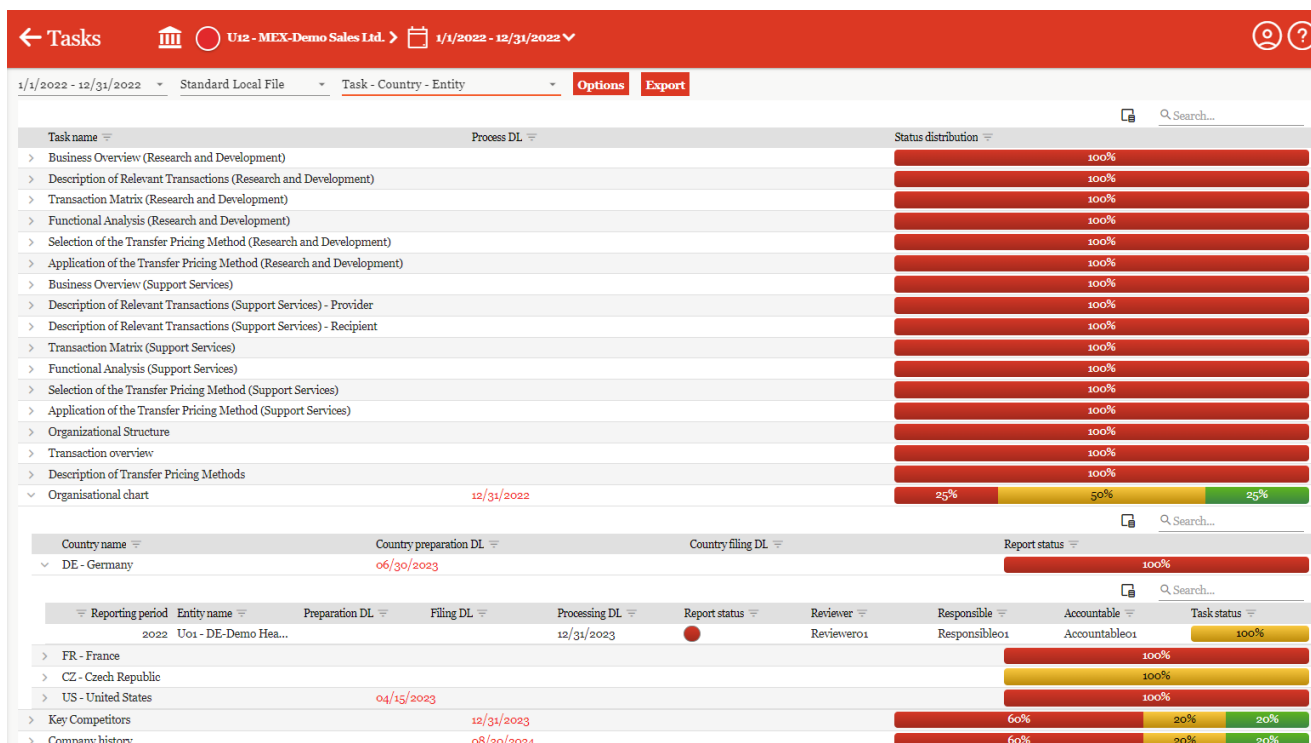 Tasks U12 - MEX-Demo Sales Ltd. 1/1/2022 - 12/31/2022 ?
1/1/2022 - 12/31/2022 Standard Local File Task - Country - Entity Options Export
Search...
Task name Process DL Status distribution
Business Overview (Research and Development) 100%
Description of Relevant Transactions (Research and Development) 100%
Transaction Matrix (Research and Development) 100%
Functional Analysis (Research and Development) 100%
Selection of the Transfer Pricing Method (Research and Development) 100%
Application of the Transfer Pricing Method (Research and Development) 100%
Business Overview (Support Services) 100%
Description of Relevant Transactions (Support Services) - Provider 100%
Description of Relevant Transactions (Support Services) - Recipient 100%
Transaction Matrix (Support Services) 100%
Functional Analysis (Support Services) 100%
Selection of the Transfer Pricing Method (Support Services) 100%
Application of the Transfer Pricing Method (Support Services) 100%
Organizational Structure 100%
Transaction overview 100%
Description of Transfer Pricing Methods 100%
Organisational chart 12/31/2022 25% 50% 25%
Search...
Country name Country preparation DL Country filing DL Report status
DE - Germany 06/30/2023 100%
Search...
Reporting period Entity name Preparation DL Filing DL Processing DL Report status Reviewer Responsible Accountable Task status
2022 U01 - DE-Demo Hea... 12/31/2023 Reviewer01 Responsible01 Accountable01 100%
FR - France 100%
CZ - Czech Republic 100%
US - United States 04/15/2023 100%
Key Competitors 12/31/2023 60% 20% 20%
Company history 08/20/2024 60% 20% 20%